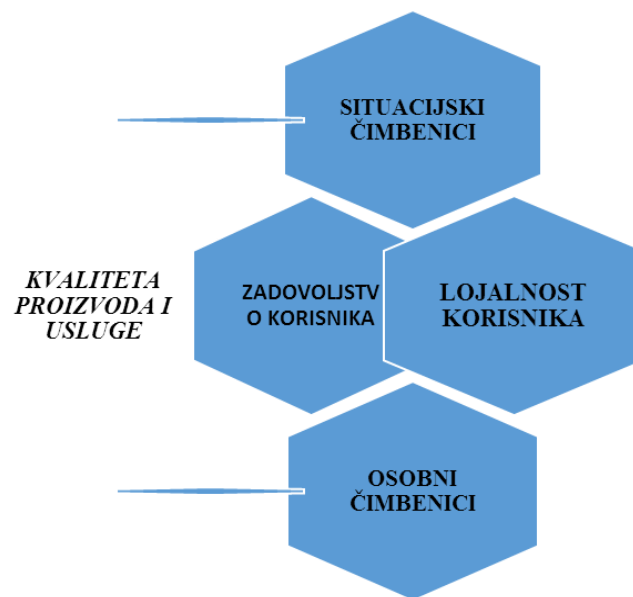 SITUACIJSKI
ČIMBENICI
KVALITETA
PROIZVODA I
USLUGE
ZADOVOLJSTV
O KORISNIKA
LOJALNOST
KORISNIKA
OSOBNI
ČIMBENICI